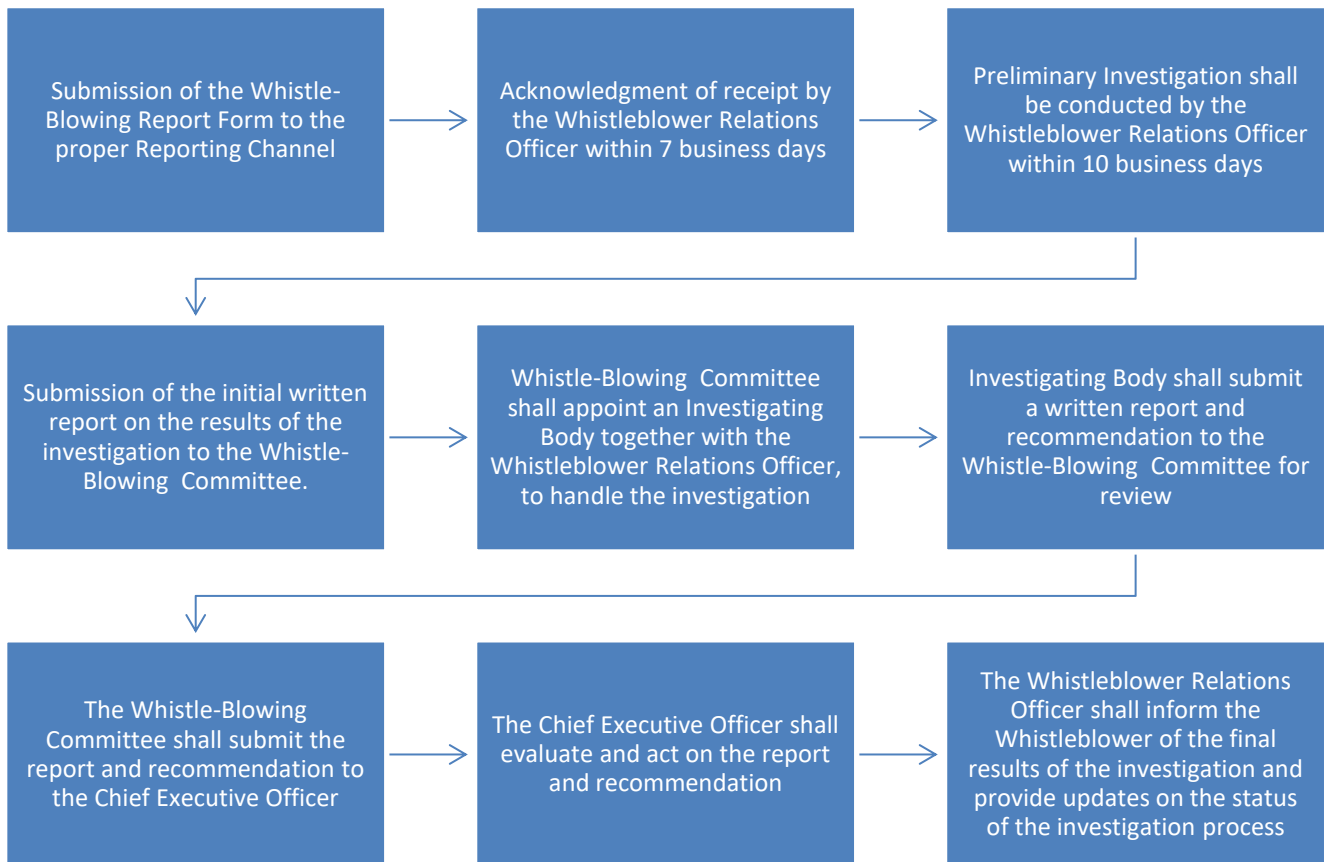 Submission of the Whistle-
Blowing Report Form to the
proper Reporting Channel
Acknowledgment of receipt by
the Whistleblower Relations
Officer within 7 business days
Preliminary Investigation shall
be conducted by the
Whistleblower Relations Officer
within 10 business days
Submission of the initial written
report on the results of the
investigation to the Whistle-
Blowing  Committee.
Whistle-Blowing  Committee
shall appoint an Investigating
Body together with the
Whistleblower Relations Officer,
to handle the investigation
Investigating Body shall submit
a written report and
recommendation to the
Whistle-Blowing  Committee for
review
The Whistle-Blowing
Committee shall submit the
report and recommendation to
the Chief Executive Officer
The Chief Executive Officer shall
evaluate and act on the report
and recommendation
The Whistleblower Relations
Officer shall inform the
Whistleblower of the final
results of the investigation and
provide updates on the status
of the investigation process